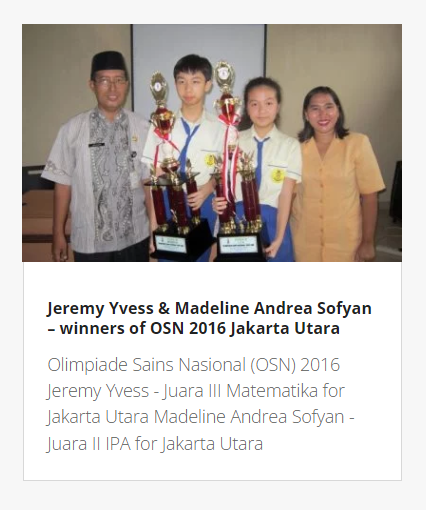 Jeremy Yvess & Madeline Andrea Sofyan
– winners of OSN 2016 Jakarta Utara
Olimpiade Sains Nasional (OSN) 2016
Jeremy Yvess - Juara III Matematika for
Jakarta Utara Madeline Andrea Sofyan -
Juara II IPA for Jakarta Utara